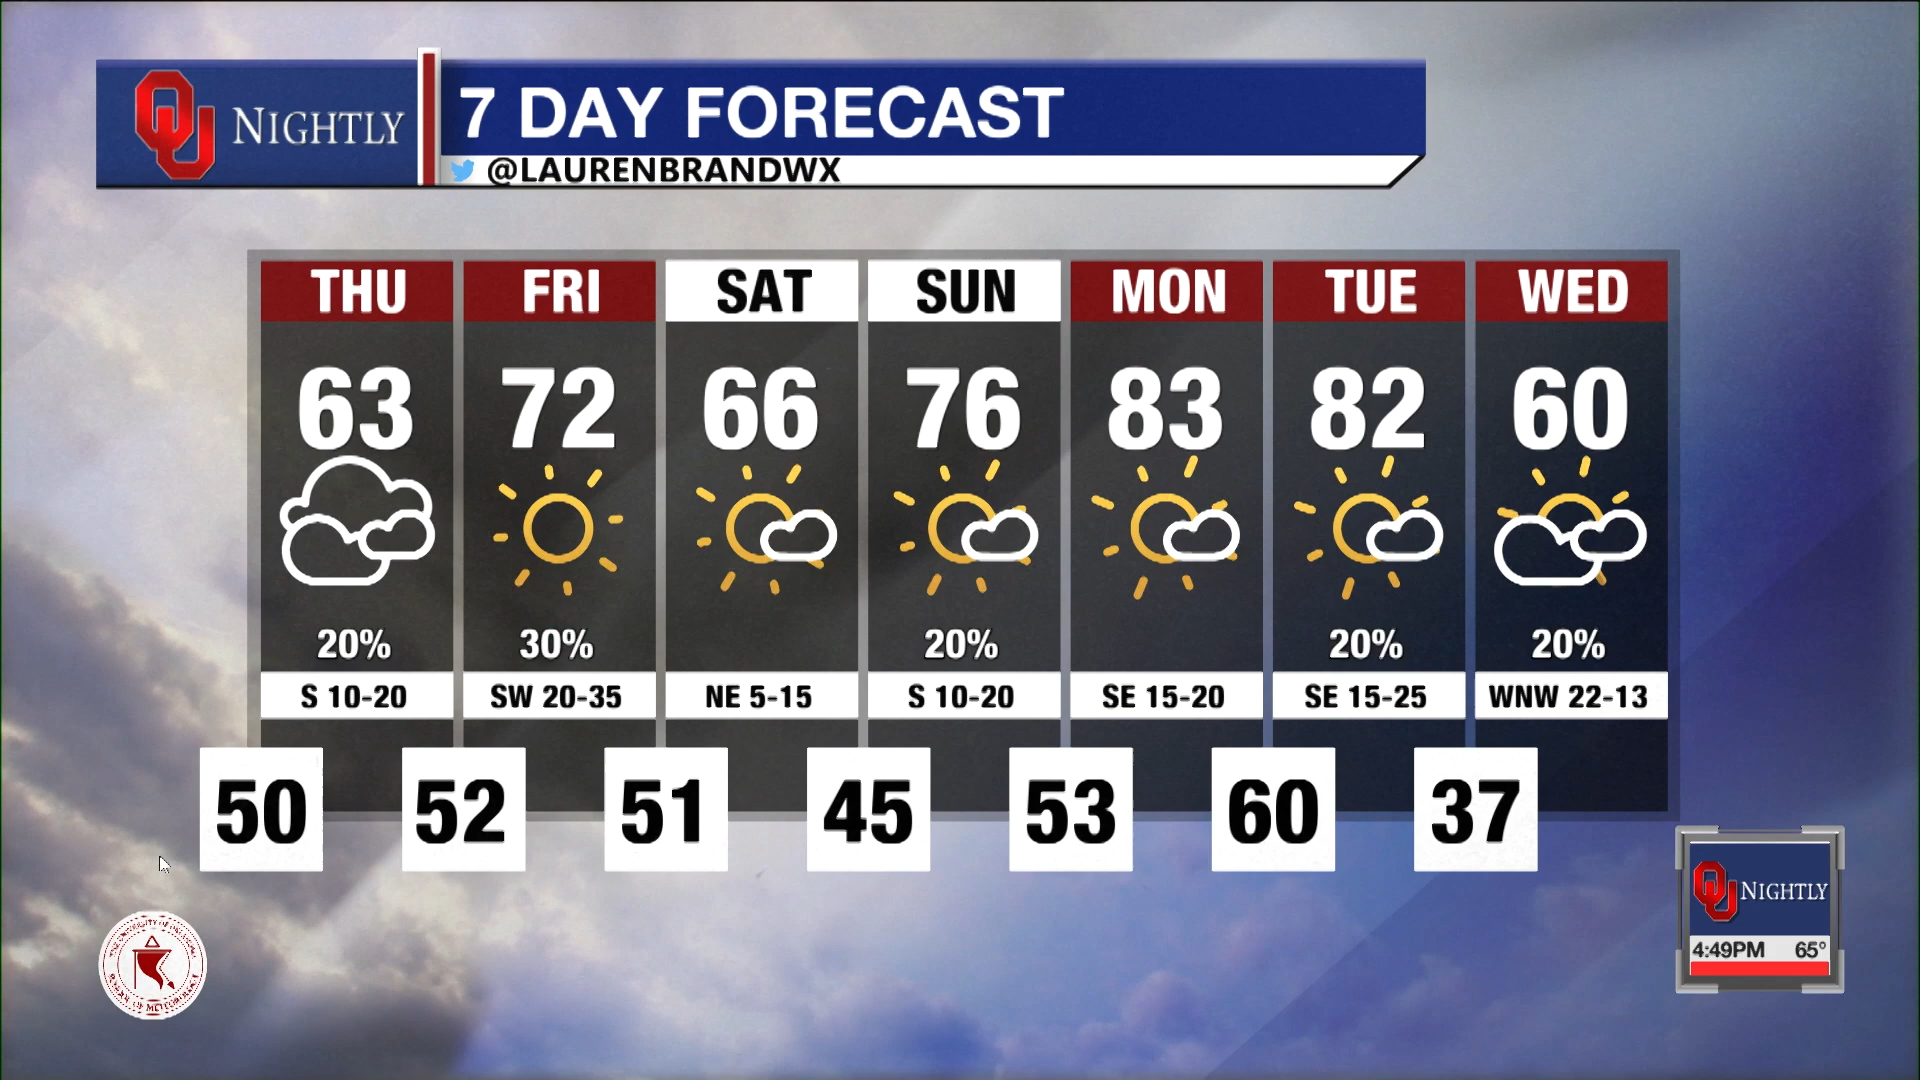 OU NIGHTLY
7 DAY FORECAST
@LAURENBRANDWX
THU FRI SAT SUN MON TUE WED
63 72 66 76 83 82 60
20% 30% 20% 20% 20%
S 10-20 SW 20-35 NE 5-15 S 10-20 SE 15-20 SE 15-25 WNW 22-13
50 52 51 45 53 60 37
OU NIGHTLY
4:49PM 65°